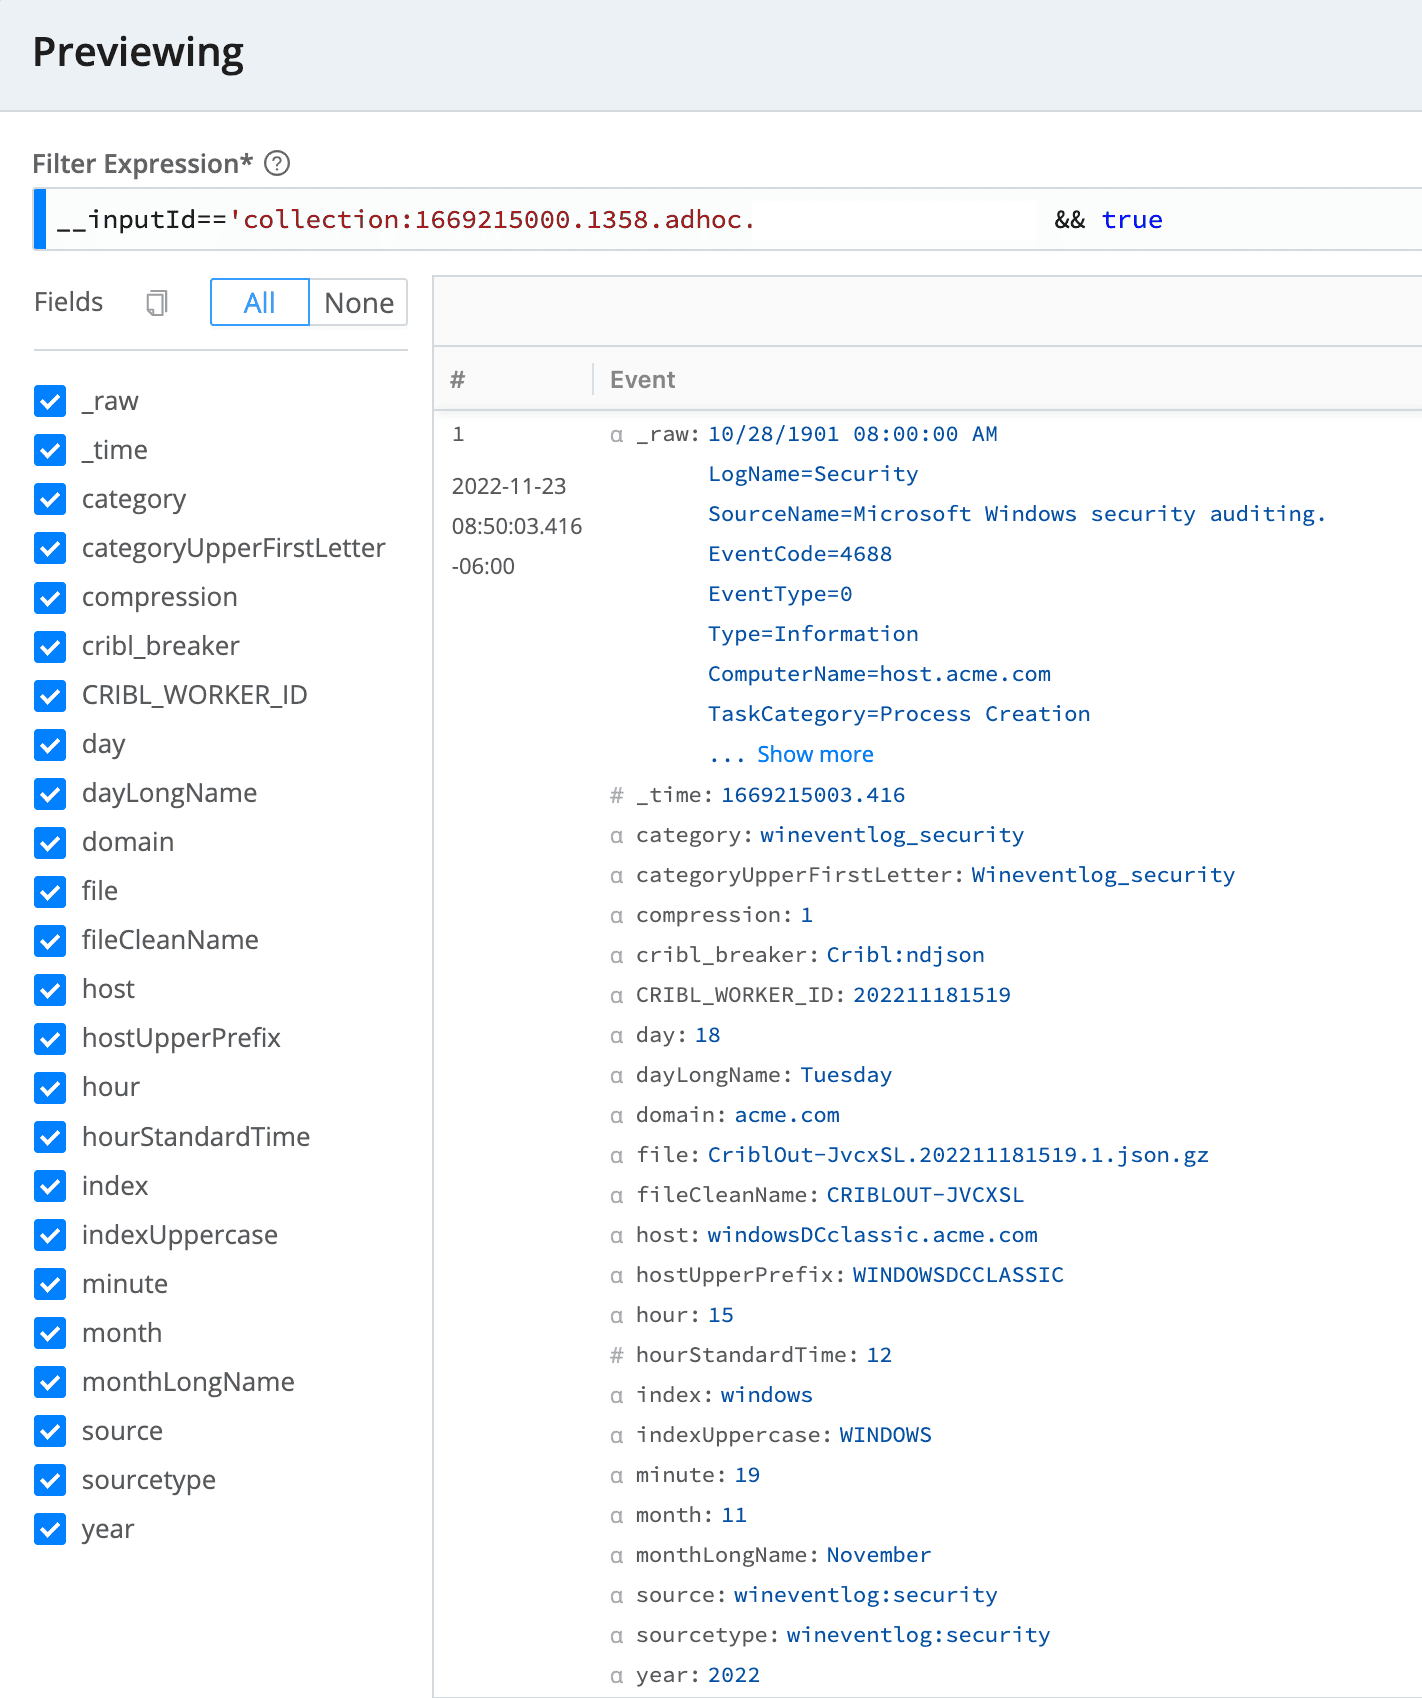 Previewing
Filter Expression* ?
__inputId=='collection:1669215000.1358.adhoc. && true
Fields All None
_raw
_time
category
categoryUpperFirstLetter
compression
cribl_breaker
CRIBL_WORKER_ID
day
dayLongName
domain
file
fileCleanName
host
hostUpperPrefix
hour
hourStandardTime
index
indexUppercase
minute
month
monthLongName
source
sourcetype
year
# Event
1
2022-11-23
08:50:03.416
-06:00
α _raw: 10/28/1901 08:00:00 AM
LogName=Security
SourceName=Microsoft Windows security auditing.
EventCode=4688
EventType=0
Type=Information
ComputerName=host.acme.com
TaskCategory=Process Creation
... Show more
# _time: 1669215003.416
α category: wineventlog_security
α categoryUpperFirstLetter: Wineventlog_security
α compression: 1
α cribl_breaker: Cribl:ndjson
α CRIBL_WORKER_ID: 202211181519
α day: 18
α dayLongName: Tuesday
α domain: acme.com
α file: CriblOut-JvcxSL.202211181519.1.json.gz
α fileCleanName: CRIBLOUT-JVCXSL
α host: windowsDCclassic.acme.com
α hostUpperPrefix: WINDOWSDCCLASSIC
α hour: 15
# hourStandardTime: 12
α index: windows
α indexUppercase: WINDOWS
α minute: 19
α month: 11
α monthLongName: November
α source: wineventlog:security
α sourcetype: wineventlog:security
α year: 2022